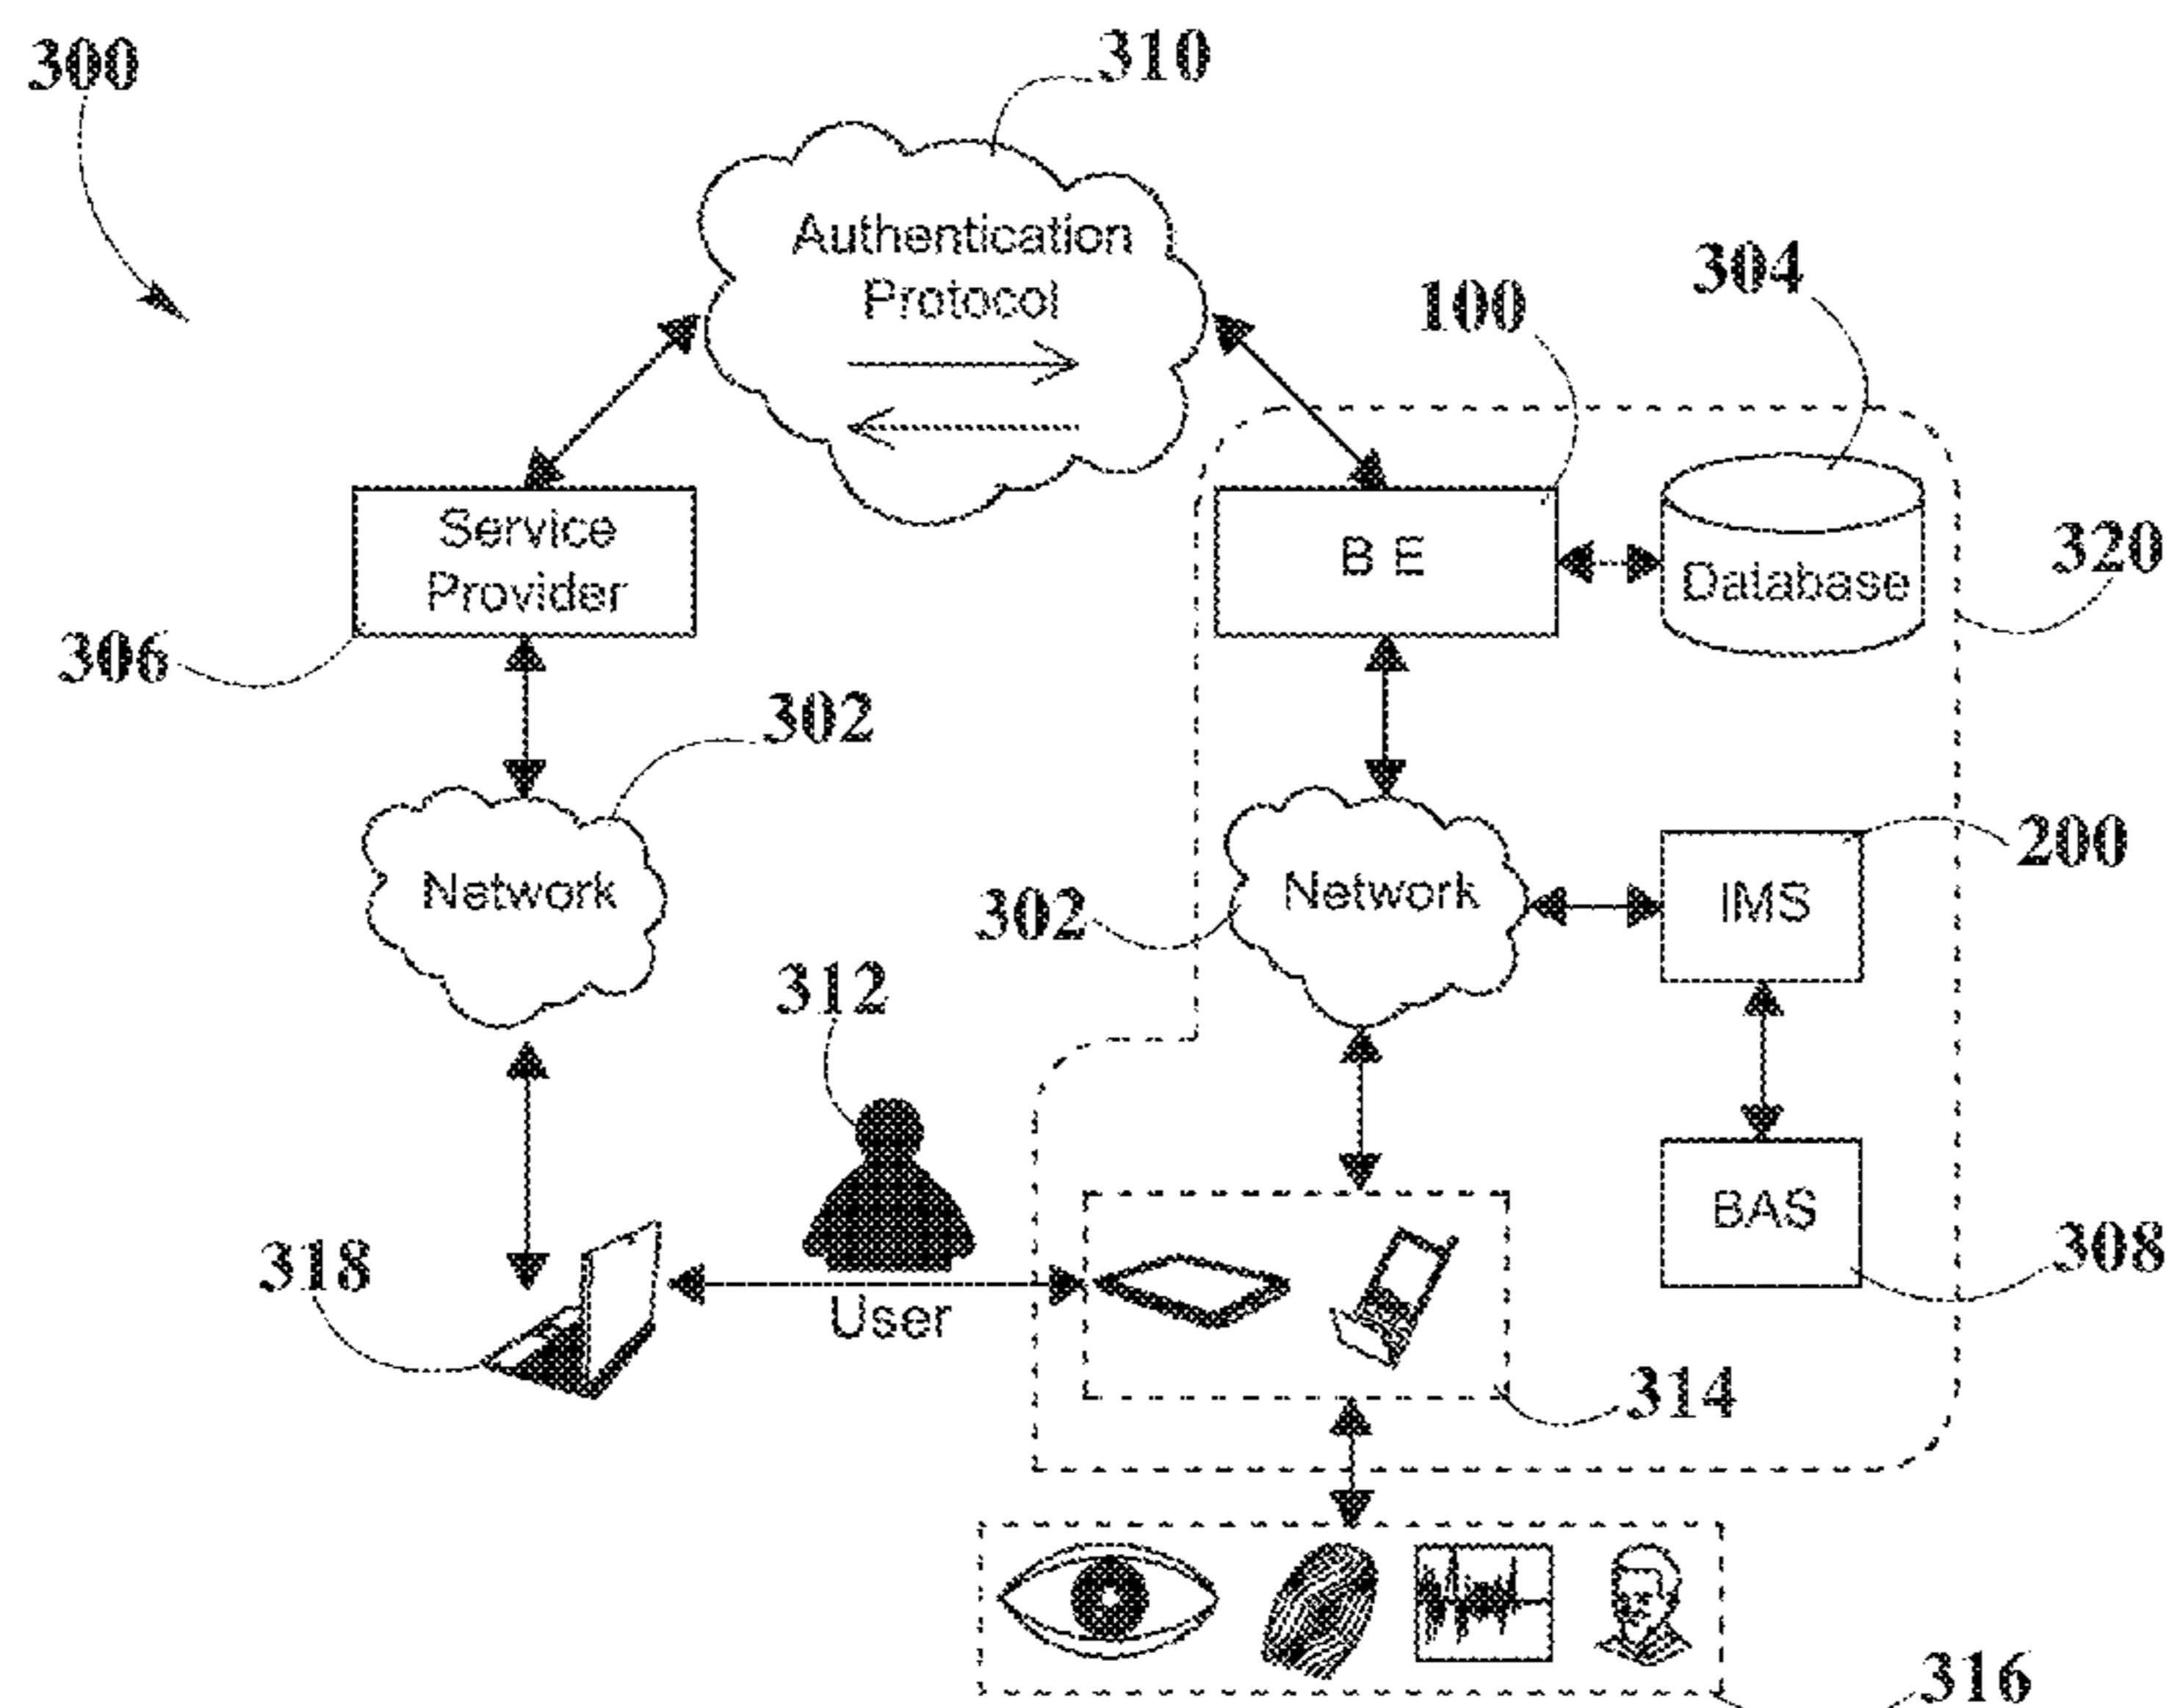 300
310
Authentication
Protocol
304
100
Service
Provider
B E
Database
320
306
302
Network
302
Network
IMS
200
312
User
318
BAS
308
314
316